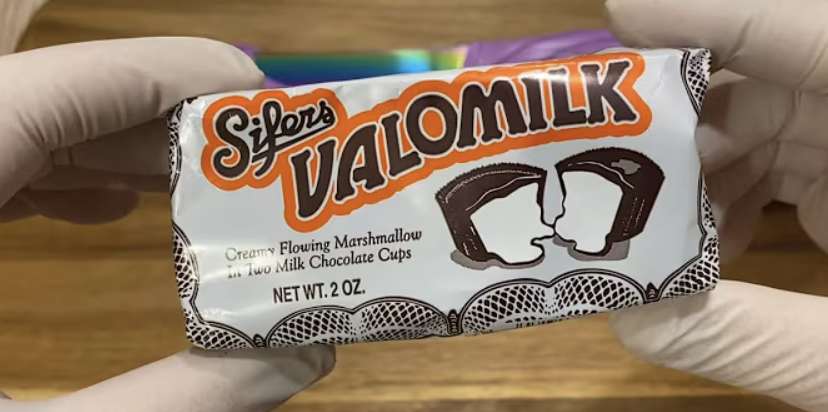 Sifers
VALOMILK
Creamy Flowing Marshmallow
In Two Milk Chocolate Cups
NET WT. 2 OZ.